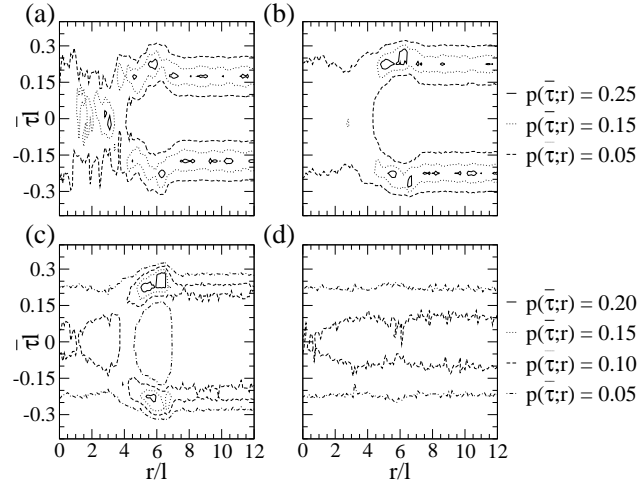 (a)
(b)
0.3
0.15
0
-0.15
-0.3
τ̄l
p(τ̄;r) = 0.25
p(τ̄;r) = 0.15
p(τ̄;r) = 0.05
(c)
(d)
0.3
0.15
0
-0.15
-0.3
τ̄l
p(τ̄;r) = 0.20
p(τ̄;r) = 0.15
p(τ̄;r) = 0.10
p(τ̄;r) = 0.05
0 2 4 6 8 10 12
0 2 4 6 8 10 12
r/l
r/l